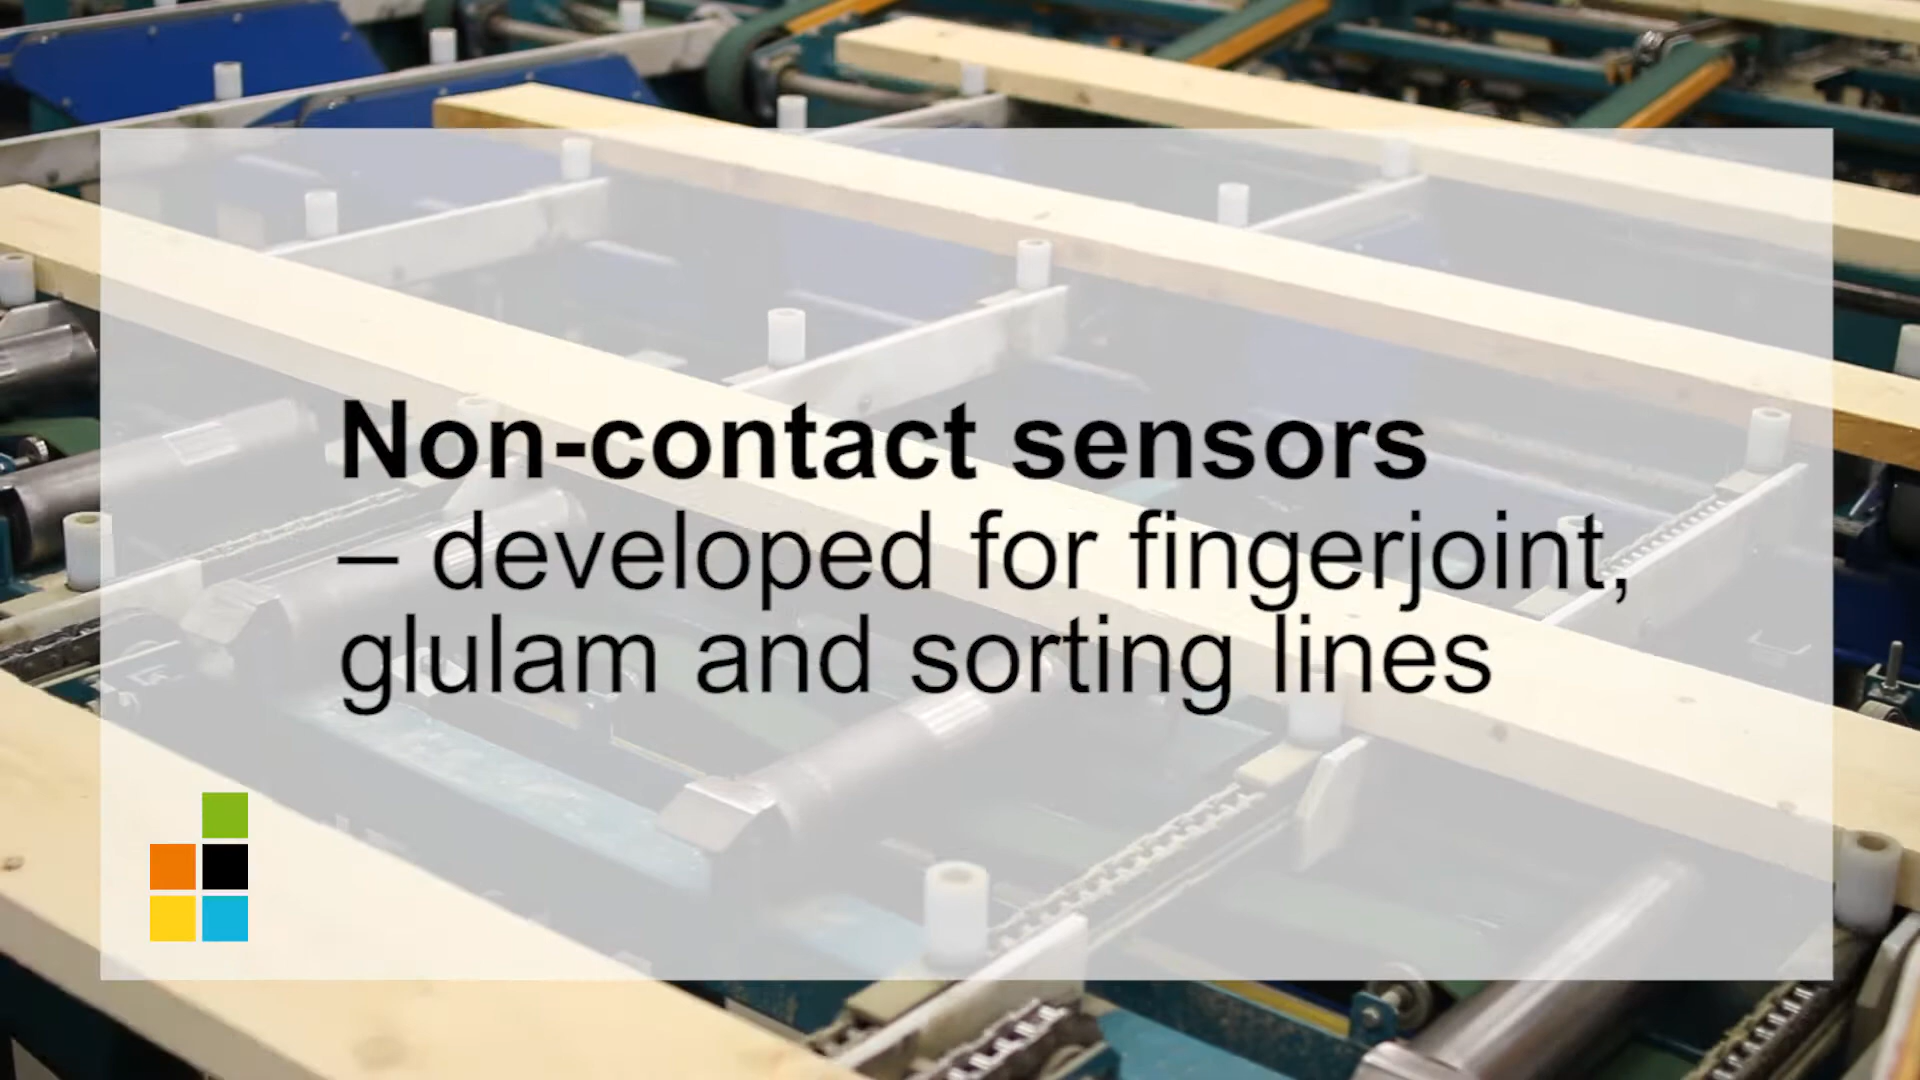 Non-contact sensors
– developed for fingerjoint,
glulam and sorting lines